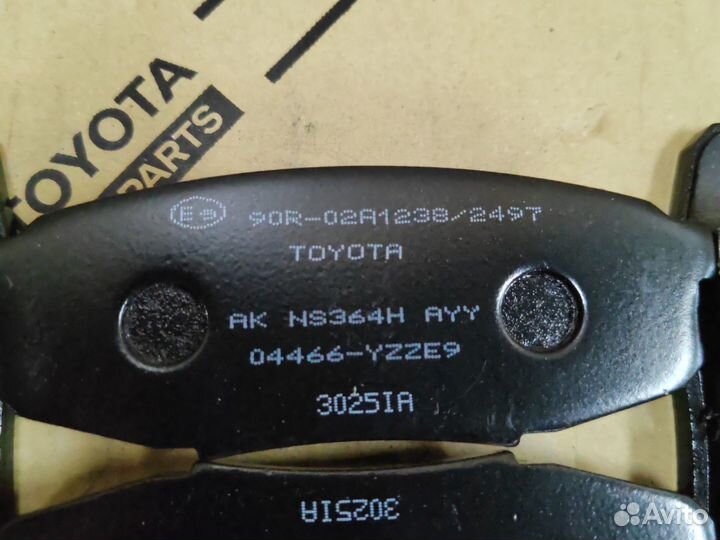 TOYOTA
PARTS
E9 90R-02A1238/2497
TOYOTA
AK NS364H AYY
04466-YZZE9
3025IA
3025IA
Avito